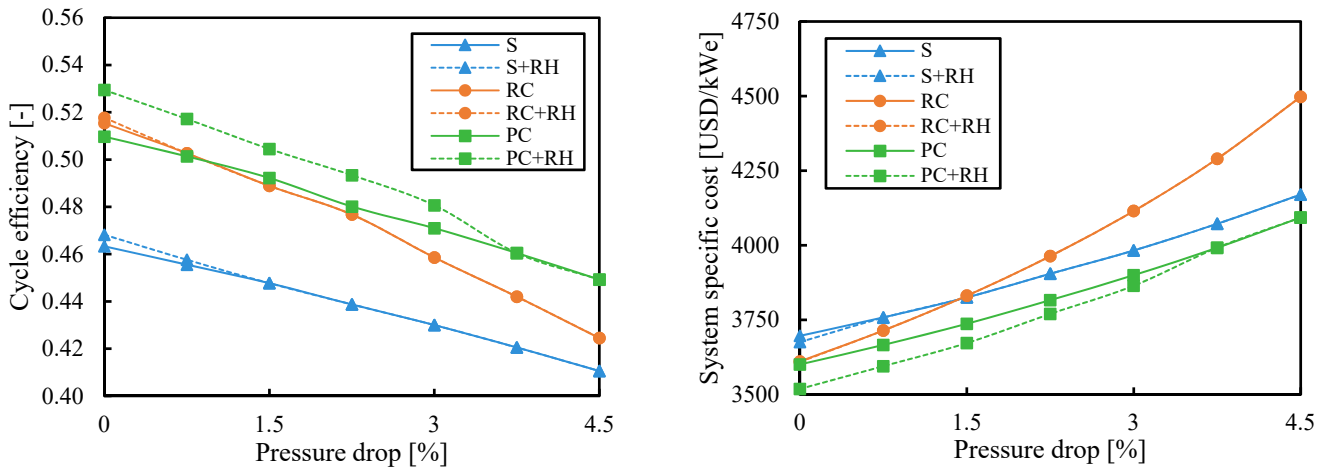 0.56
0.54
0.52
0.50
0.48
0.46
0.44
0.42
0.40
Cycle efficiency [-]
0
1.5
3
4.5
Pressure drop [%]
S
S+RH
RC
RC+RH
PC
PC+RH
4750
4500
4250
4000
3750
3500
System specific cost [USD/kWe]
0
1.5
3
4.5
Pressure drop [%]
S
S+RH
RC
RC+RH
PC
PC+RH